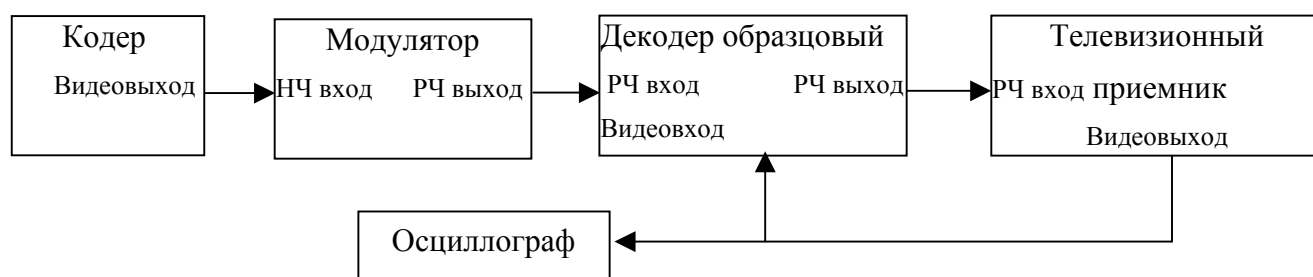 Кодер
Видеовыход
Модулятор
НЧ вход РЧ выход
Декодер образцовый
РЧ вход РЧ выход
Видеовход
Телевизионный
РЧ вход приемник
Видеовыход
Осциллограф